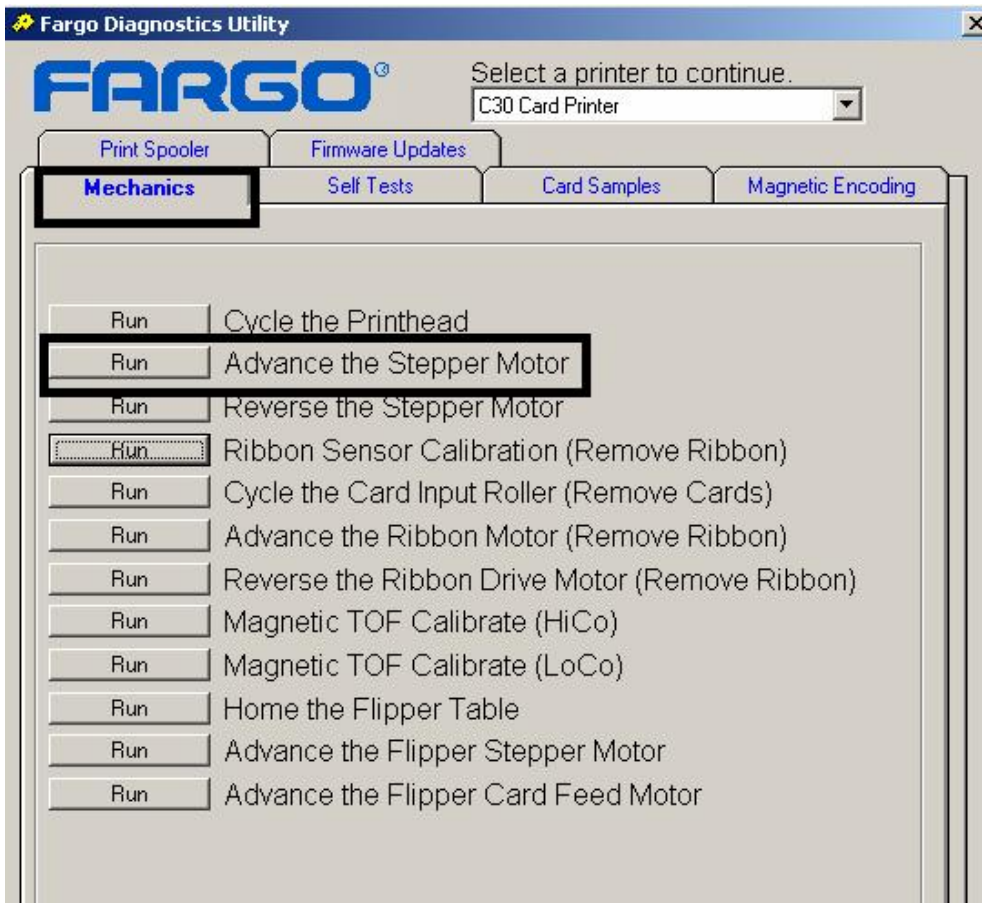 Fargo Diagnostics Utility
FARGO®
Select a printer to continue.
C30 Card Printer
Print Spooler
Firmware Updates
Mechanics
Self Tests
Card Samples
Magnetic Encoding
Run Cycle the Printhead
Run Advance the Stepper Motor
Run Reverse the Stepper Motor
Run Ribbon Sensor Calibration (Remove Ribbon)
Run Cycle the Card Input Roller (Remove Cards)
Run Advance the Ribbon Motor (Remove Ribbon)
Run Reverse the Ribbon Drive Motor (Remove Ribbon)
Run Magnetic TOF Calibrate (HiCo)
Run Magnetic TOF Calibrate (LoCo)
Run Home the Flipper Table
Run Advance the Flipper Stepper Motor
Run Advance the Flipper Card Feed Motor